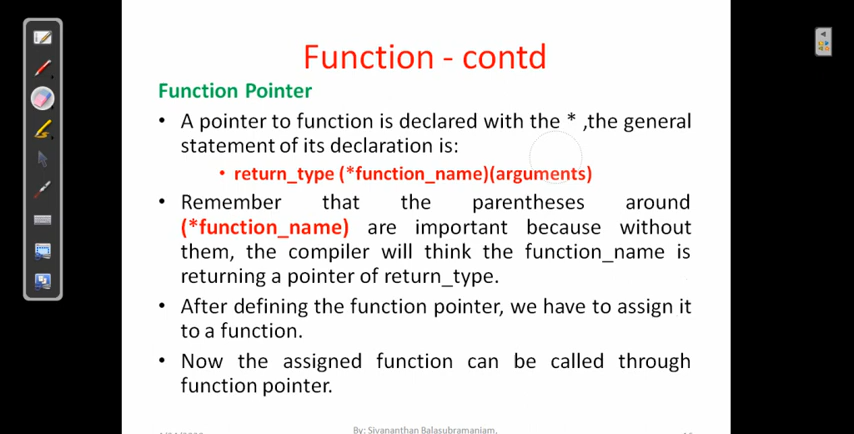 Function - contd
Function Pointer
• A pointer to function is declared with the * ,the general
statement of its declaration is:
• return_type (*function_name)(arguments)
• Remember that the parentheses around
(*function_name) are important because without
them, the compiler will think the function_name is
returning a pointer of return_type.
• After defining the function pointer, we have to assign it
to a function.
• Now the assigned function can be called through
function pointer.
By: Sivananthan Balasubramaniam,